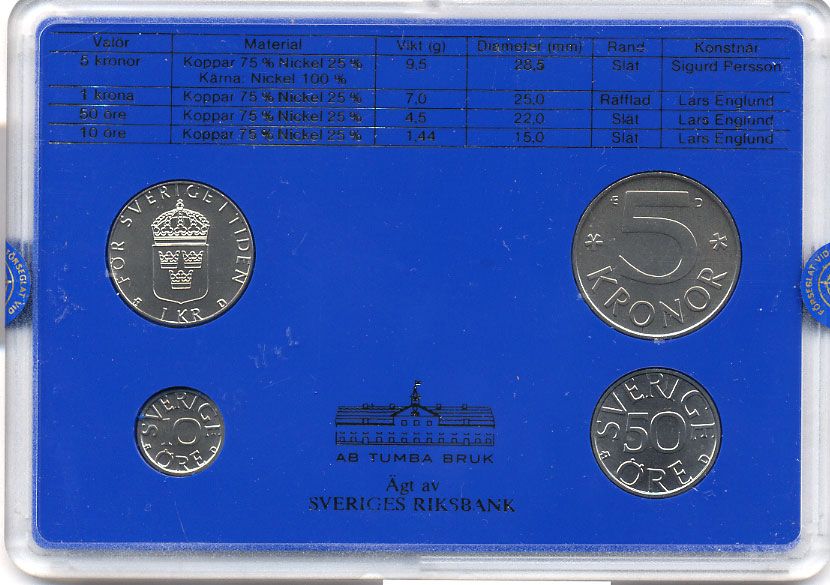 Valör Material Vikt (g) Diameter (mm) Rand Konstnär
5 kronor Koppar 75 % Nickel 25 % 9,5 28,5 Slät Sigurd Persson
Kärna: Nickel 100 %
1 krona Koppar 75 % Nickel 25 % 7,0 25,0 Räfflad Lars Englund
50 öre Koppar 75 % Nickel 25 % 4,5 22,0 Slät Lars Englund
10 öre Koppar 75 % Nickel 25 % 1,44 15,0 Slät Lars Englund
FÖR SVERIGE I TIDEN
E 1 KR D
E D
5
KRONOR
FÖRSEGLAT VID
FÖRSEGLAT VID
SVERIGE
10
ÖRE
E D
SVERIGE
50
ÖRE
E D
AB TUMBA BRUK
Ägt av
SVERIGES RIKSBANK